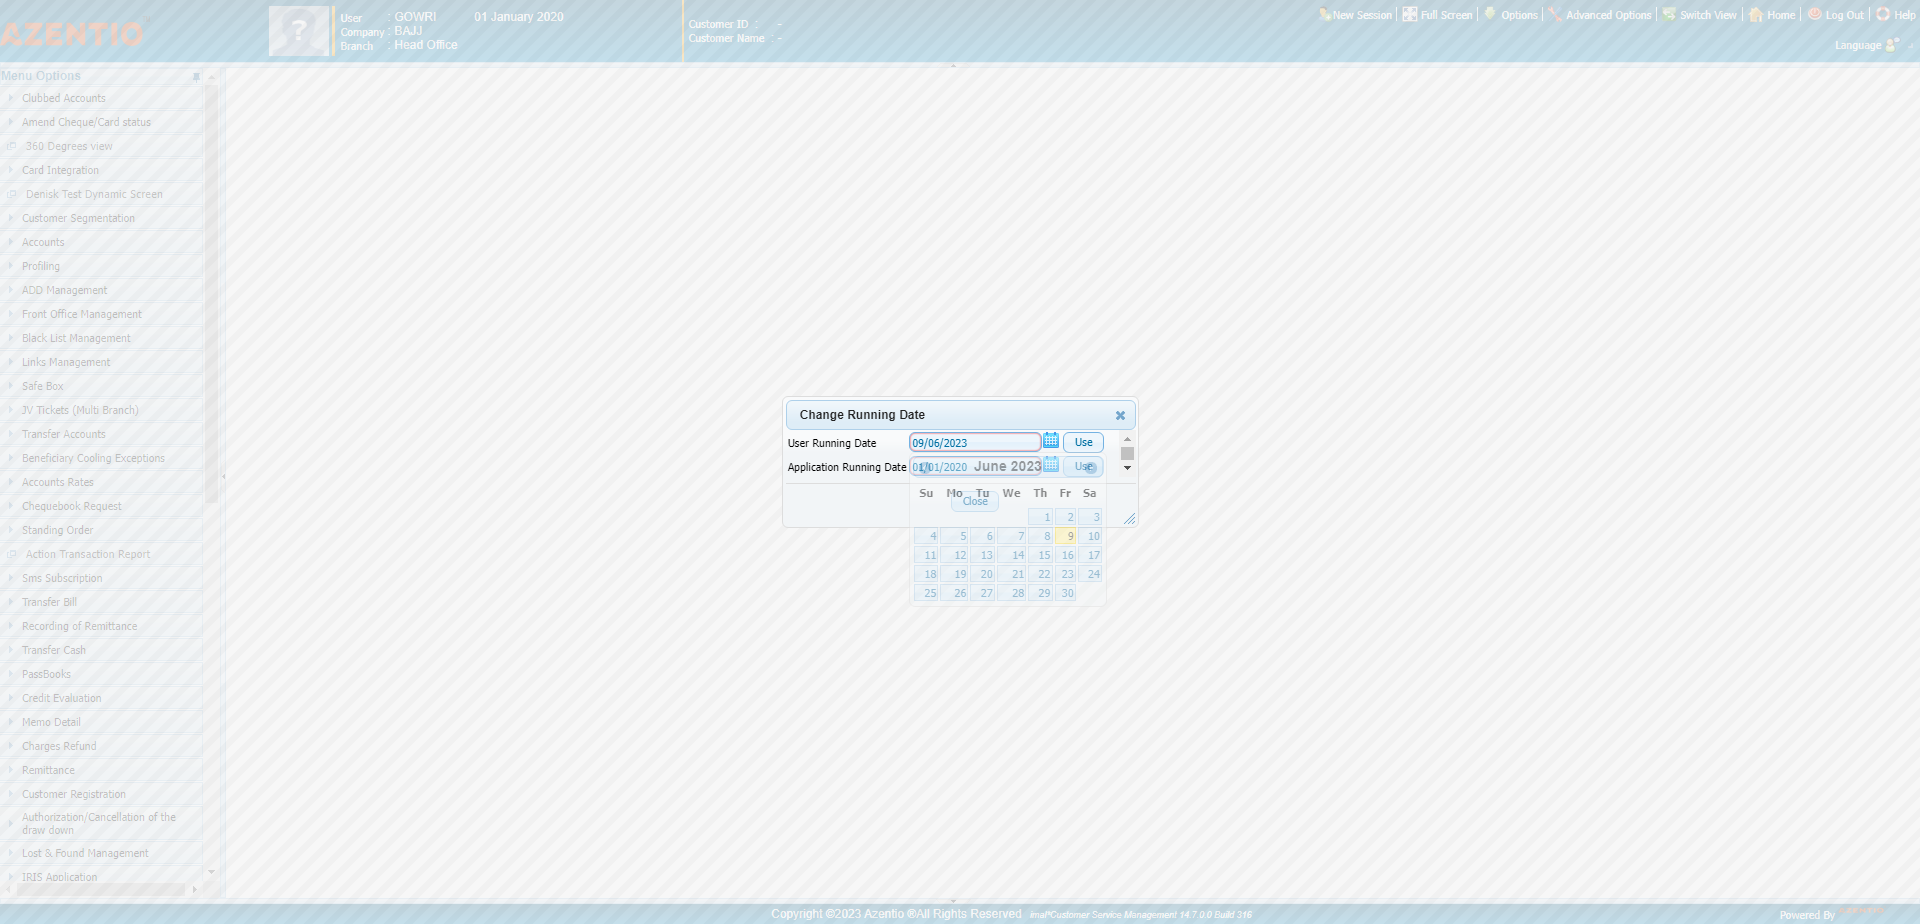 AZENTIO
User : GOWRI 01 January 2020
Company : BAJJ
Branch : Head Office
Customer ID : -
Customer Name : -
New Session Full Screen Options Advanced Options Switch View Home Log Out Help
Language
Menu Options
Clubbed Accounts
Amend Cheque/Card status
360 Degrees view
Card Integration
Denisk Test Dynamic Screen
Customer Segmentation
Accounts
Profiling
ADD Management
Front Office Management
Black List Management
Links Management
Safe Box
JV Tickets (Multi Branch)
Transfer Accounts
Beneficiary Cooling Exceptions
Accounts Rates
Chequebook Request
Standing Order
Action Transaction Report
Sms Subscription
Transfer Bill
Recording of Remittance
Transfer Cash
PassBooks
Credit Evaluation
Memo Detail
Charges Refund
Remittance
Customer Registration
Authorization/Cancellation of the
draw down
Lost & Found Management
IRIS Application
Change Running Date
User Running Date 09/06/2023 Use
Application Running Date 01/01/2020 Use
June 2023
Su Mo Tu We Th Fr Sa
Close
1 2 3
4 5 6 7 8 9 10
11 12 13 14 15 16 17
18 19 20 21 22 23 24
25 26 27 28 29 30
Copyright ©2023 Azentio ®All Rights Reserved imal®Customer Service Management 14.7.0.0 Build 316
Powered By